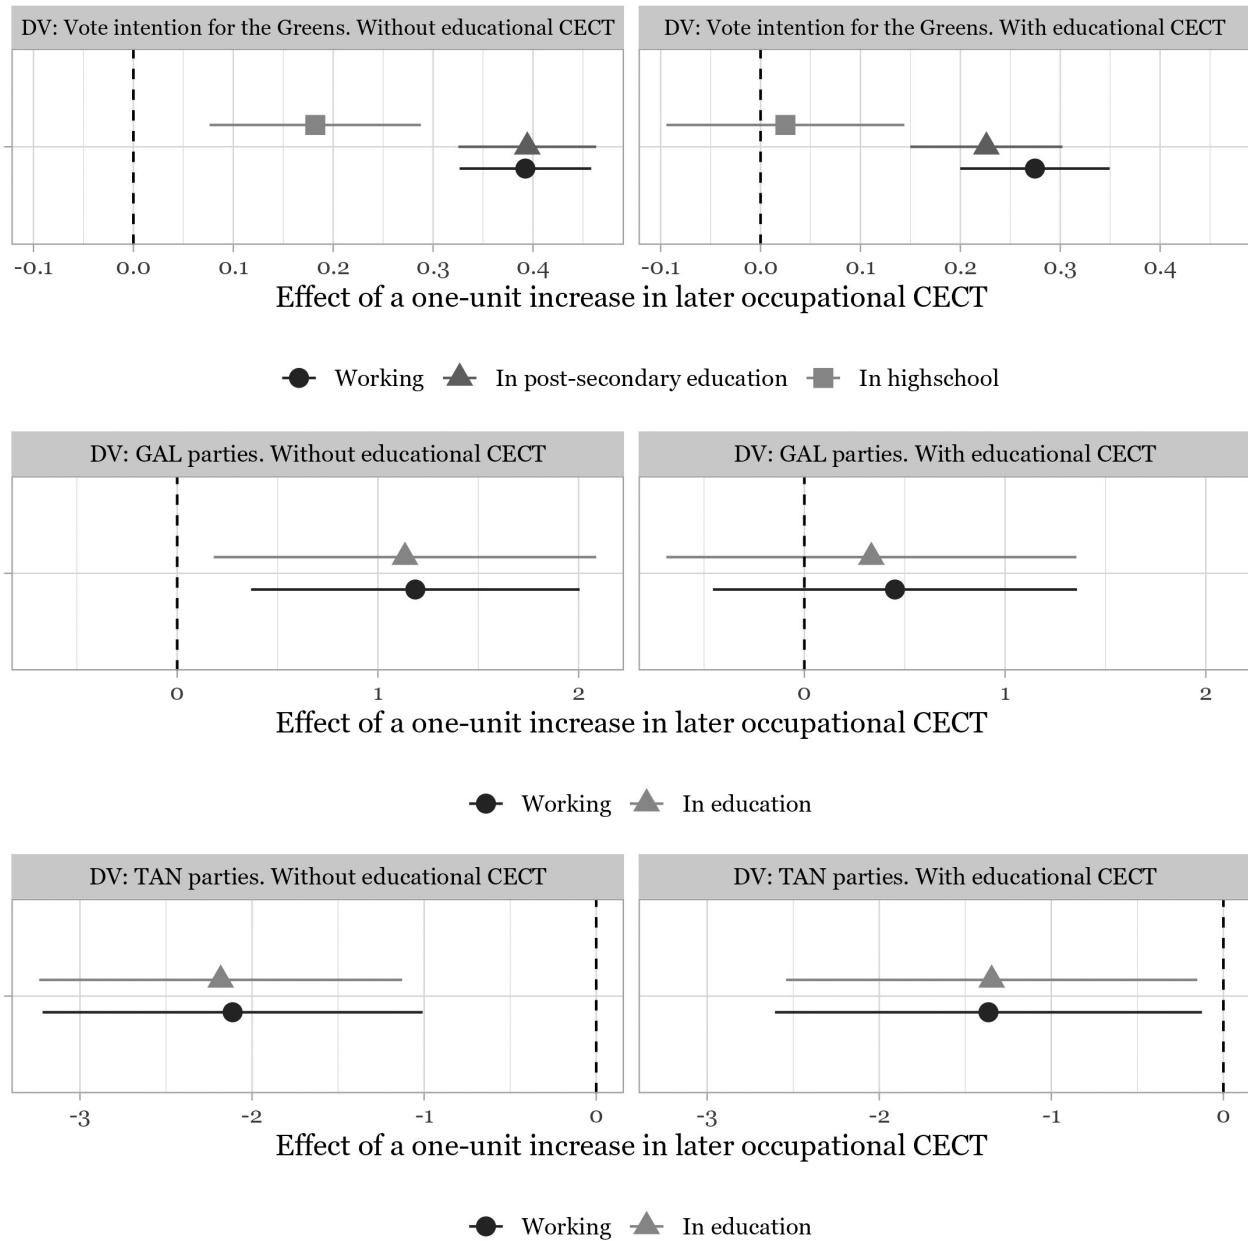 DV: Vote intention for the Greens. Without educational CECT
DV: Vote intention for the Greens. With educational CECT
-0.1 0.0 0.1 0.2 0.3 0.4
-0.1 0.0 0.1 0.2 0.3 0.4
Effect of a one-unit increase in later occupational CECT
Working In post-secondary education In highschool
DV: GAL parties. Without educational CECT
DV: GAL parties. With educational CECT
0 1 2
0 1 2
Effect of a one-unit increase in later occupational CECT
Working In education
DV: TAN parties. Without educational CECT
DV: TAN parties. With educational CECT
-3 -2 -1 0
-3 -2 -1 0
Effect of a one-unit increase in later occupational CECT
Working In education